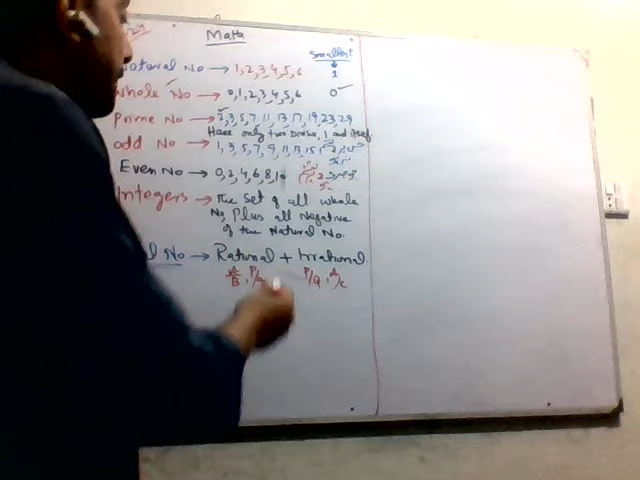 Math
Smallest
Natural No → 1, 2, 3, 4, 5, 6
1
Whole No → 0, 1, 2, 3, 4, 5, 6
0
Prime No → 2, 3, 5, 7, 11, 13, 17, 19, 23, 29
Have only two Divisor, 1 and itself
odd No → 1, 3, 5, 7, 9, 11, 13, 15
Even No → 0, 2, 4, 6, 8, 10
Integers → The Set of all whole
No, Plus all Negative
of the Natural No.
l No → Rational + Irrational
A/B, P/Q P/Q, A/C